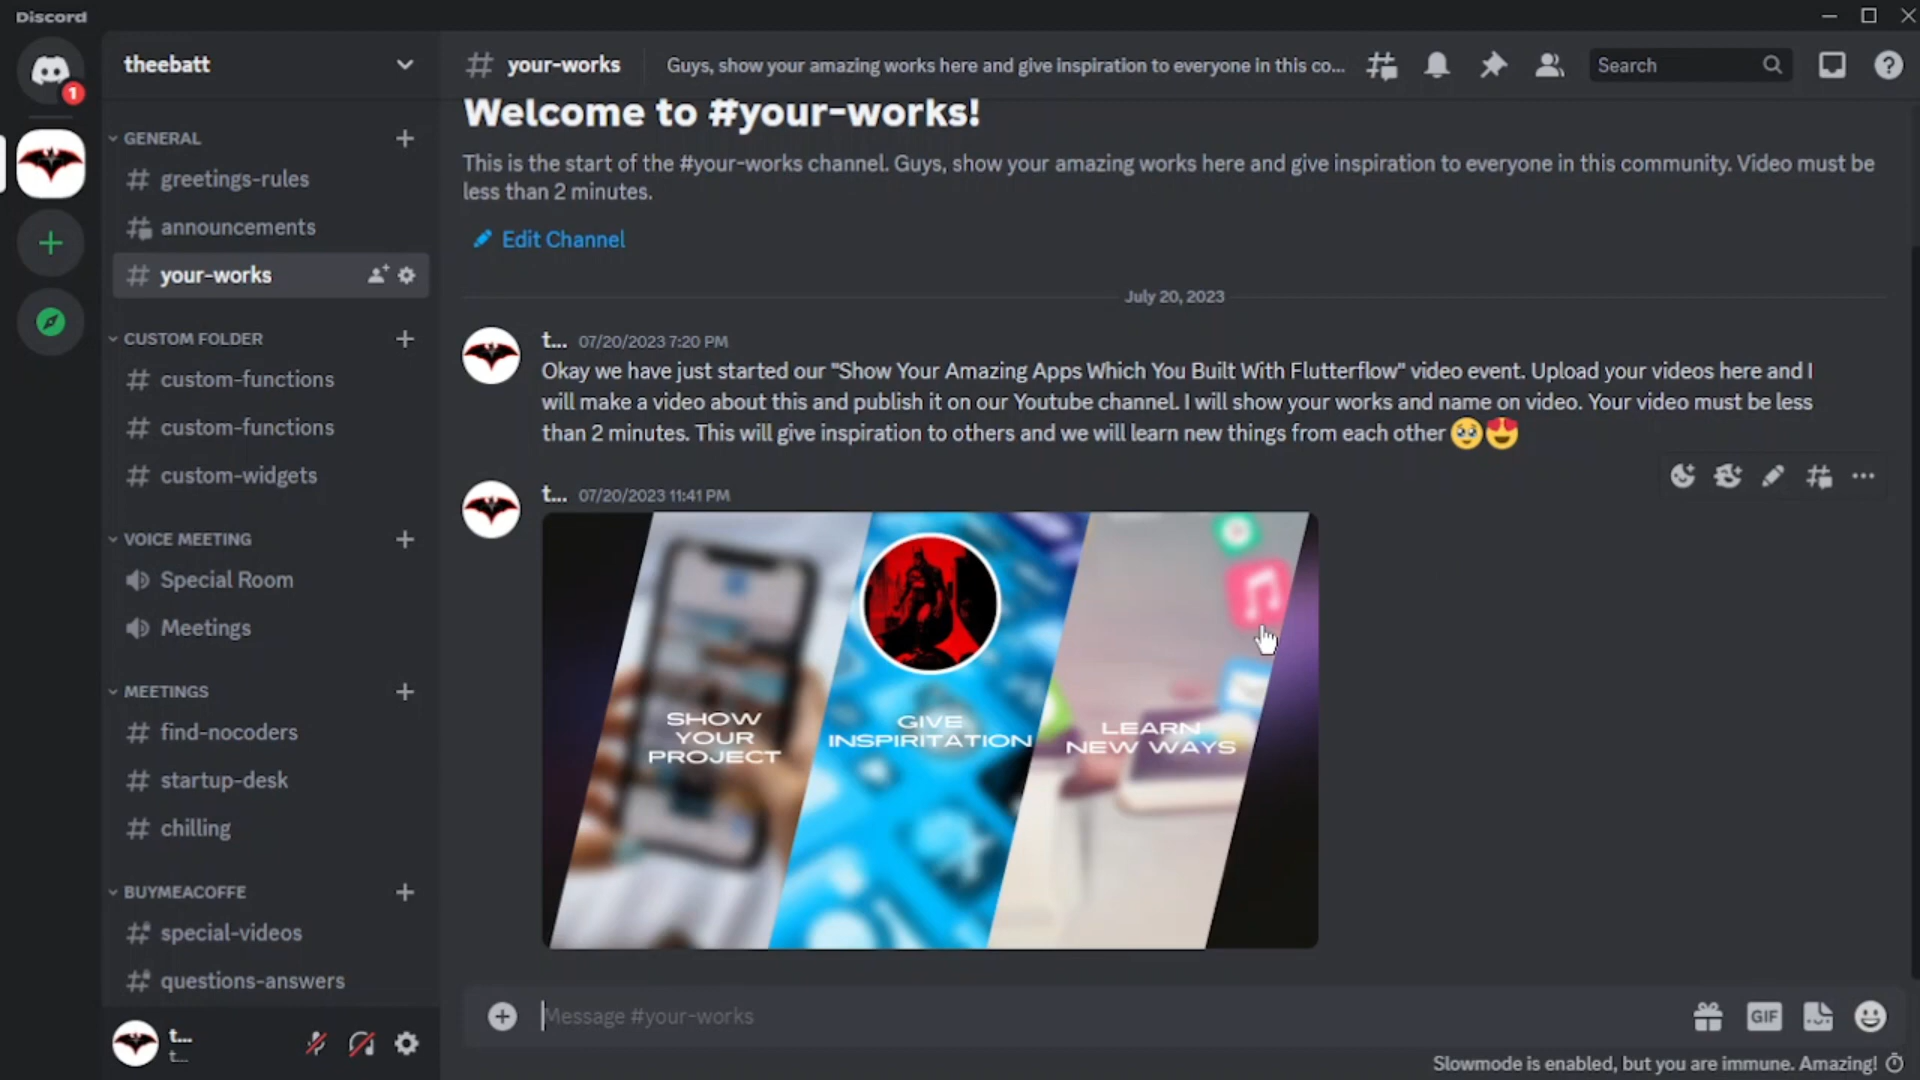 Discord
theebatt
your-works
Guys, show your amazing works here and give inspiration to everyone in this co...
Search
1
GENERAL
greetings-rules
announcements
your-works
CUSTOM FOLDER
custom-functions
custom-functions
custom-widgets
VOICE MEETING
Special Room
Meetings
MEETINGS
find-nocoders
startup-desk
chilling
BUYMEACOFFE
special-videos
questions-answers
t...
t...
Welcome to #your-works!
This is the start of the #your-works channel. Guys, show your amazing works here and give inspiration to everyone in this community. Video must be
less than 2 minutes.
Edit Channel
July 20, 2023
t... 07/20/2023 7:20 PM
Okay we have just started our "Show Your Amazing Apps Which You Built With Flutterflow" video event. Upload your videos here and I
will make a video about this and publish it on our Youtube channel. I will show your works and name on video. Your video must be less
than 2 minutes. This will give inspiration to others and we will learn new things from each other 🥹😍
t... 07/20/2023 11:41 PM
SHOW
YOUR
PROJECT
GIVE
INSPIRITATION
LEARN
NEW WAYS
Message #your-works
GIF
Slowmode is enabled, but you are immune. Amazing!